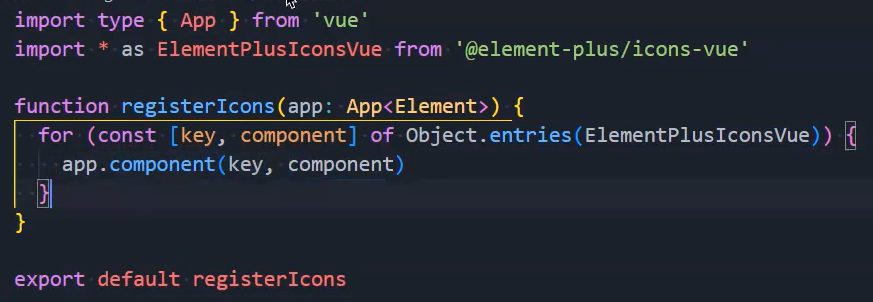 import type { App } from 'vue'
import * as ElementPlusIconsVue from '@element-plus/icons-vue'

function registerIcons(app: App<Element>) {
  for (const [key, component] of Object.entries(ElementPlusIconsVue)) {
    app.component(key, component)
  }
}

export default registerIcons